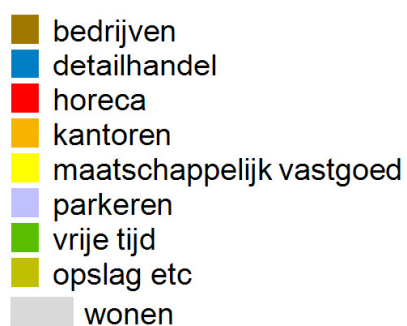 bedrijven
detailhandel
horeca
kantoren
maatschappelijk vastgoed
parkeren
vrije tijd
opslag etc
wonen